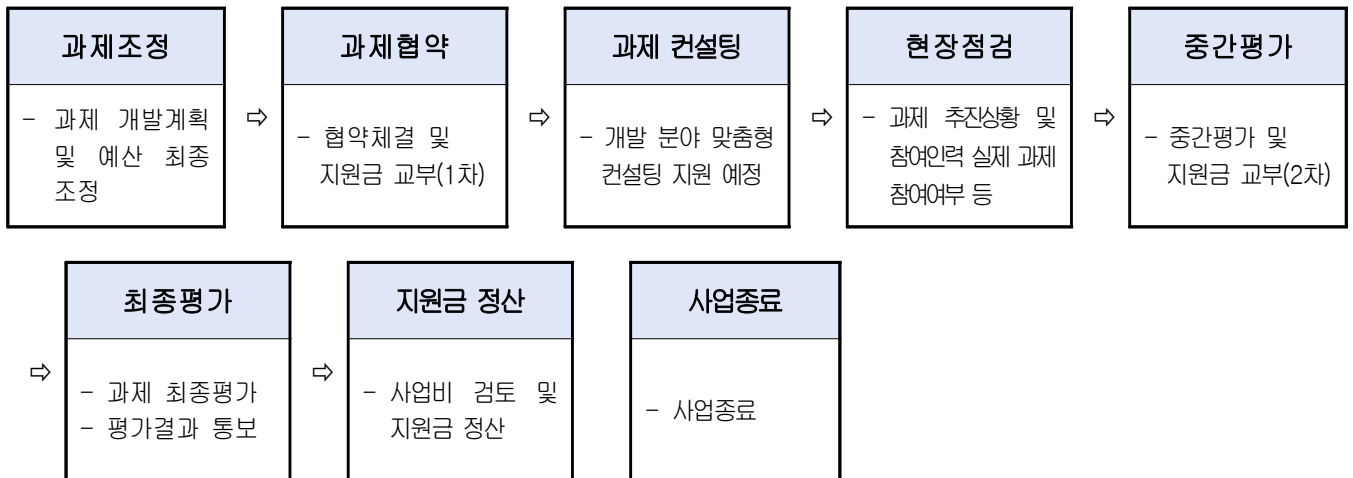 과제조정
- 과제 개발계획
및 예산 최종
조정
⇨
과제협약
- 협약체결 및
지원금 교부(1차)
⇨
과제 컨설팅
- 개발 분야 맞춤형
컨설팅 지원 예정
⇨
현장점검
- 과제 추진상황 및
참여인력 실제 과제
참여여부 등
⇨
중간평가
- 중간평가 및
지원금 교부(2차)
⇨
최종평가
- 과제 최종평가
- 평가결과 통보
⇨
지원금 정산
- 사업비 검토 및
지원금 정산
사업종료
- 사업종료